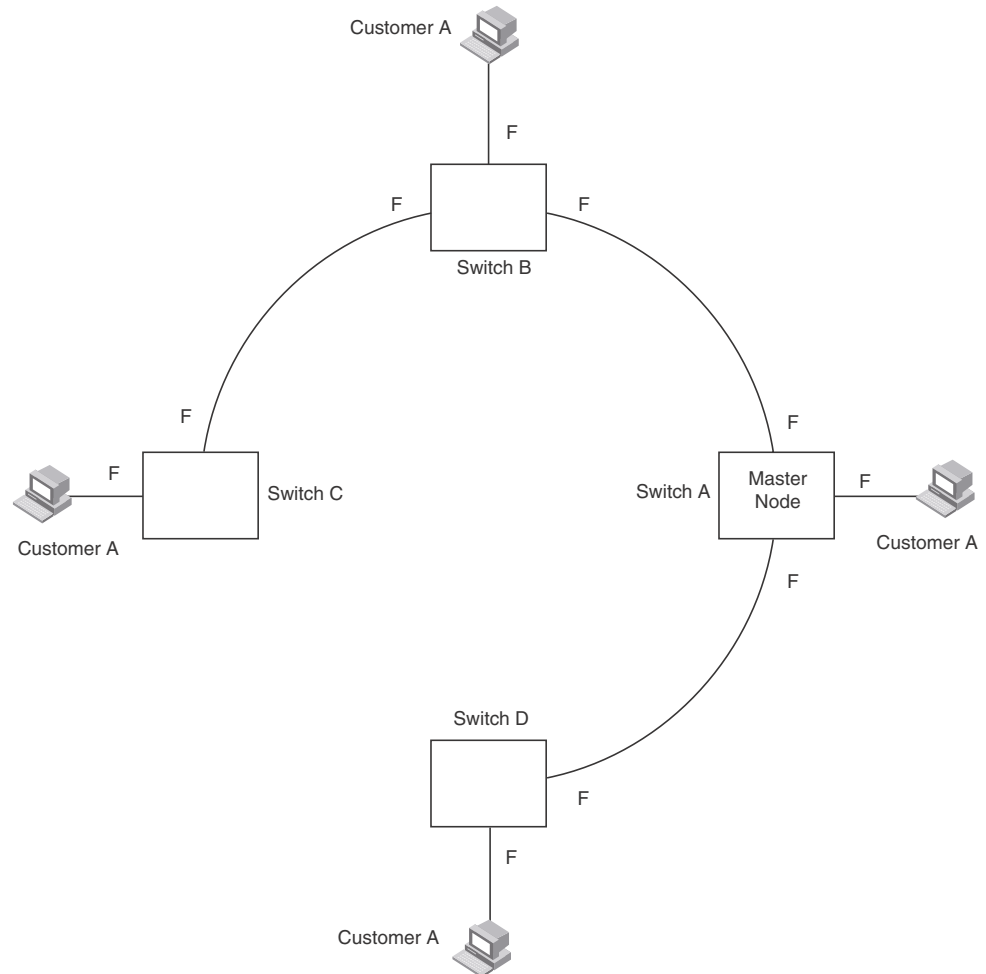 Customer A
F
F
F
Switch B
F
F
F
Switch C
Switch A
Master
Node
F
Customer A
Customer A
F
Switch D
F
F
Customer A